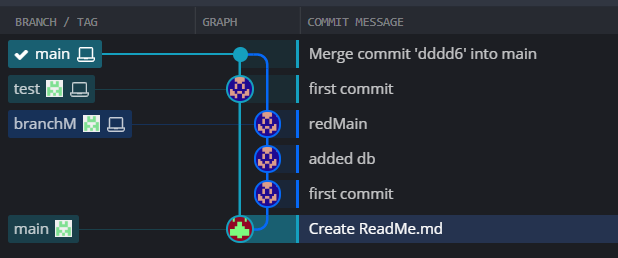 BRANCH / TAG GRAPH COMMIT MESSAGE
main Merge commit 'dddd6' into main
test first commit
branchM redMain
added db
first commit
main Create ReadMe.md